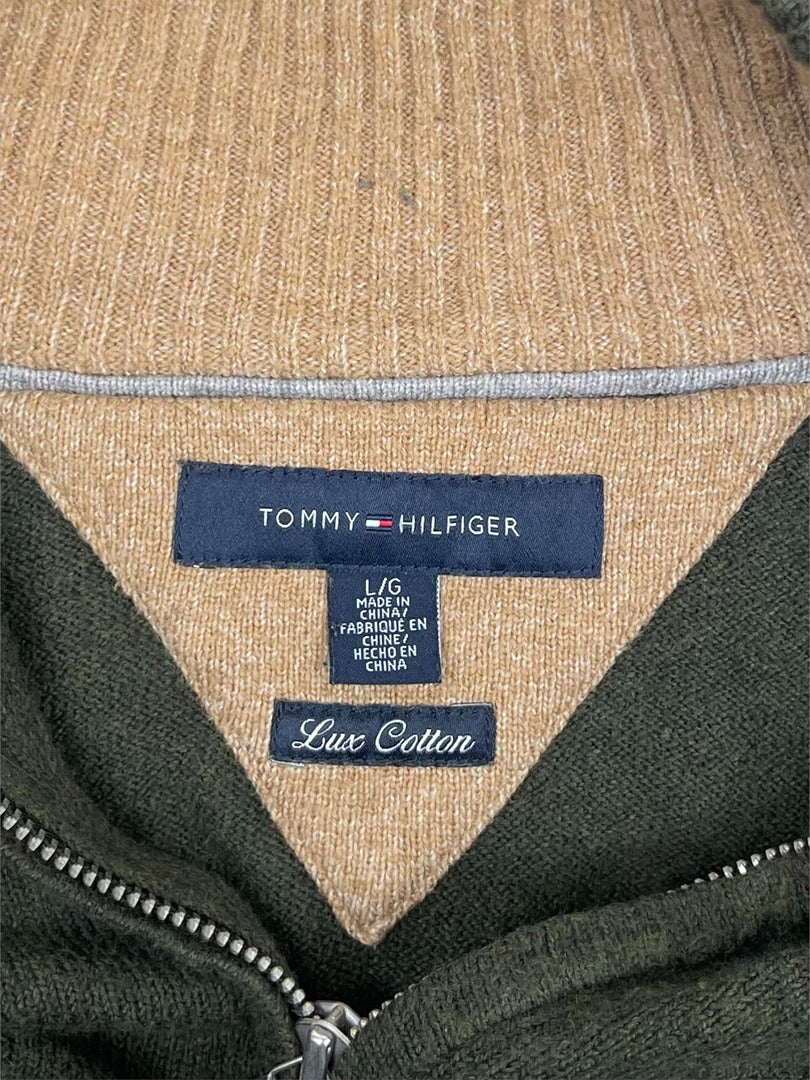 TOMMY HILFIGER
L/G
MADE IN
CHINA/
FABRIQUÉ EN
CHINE/
HECHO EN
CHINA
Lux Cotton